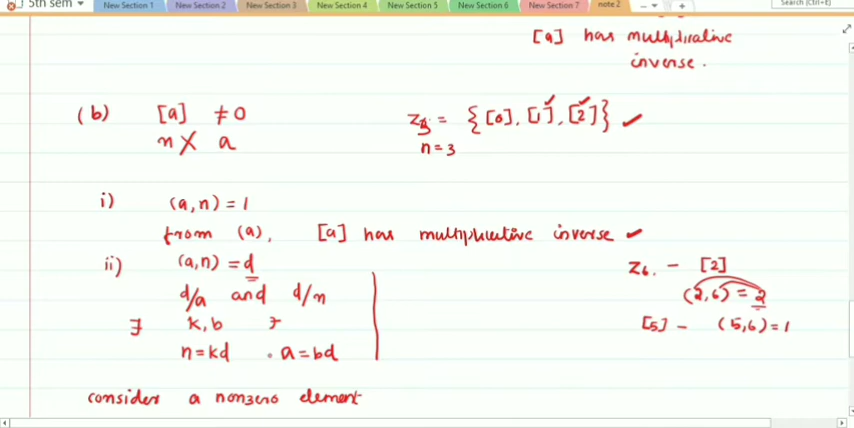 5th sem
New Section 1 New Section 2 New Section 3 New Section 4 New Section 5 New Section 6 New Section 7 note 2
Search (Ctrl+E)
[a] has multiplicative
inverse.
(b) [a] ≠0
n∤ a
Z3 = {[0], [1], [2]}
n=3
i) (a,n)=1
from (a), [a] has multiplicative inverse
ii) (a,n)=d
d/a and d/n
∃ k,b ∋
n=kd a=bd
Z6. - [2]
(2,6)=2
[5] - (5,6)=1
consider a nonzero element